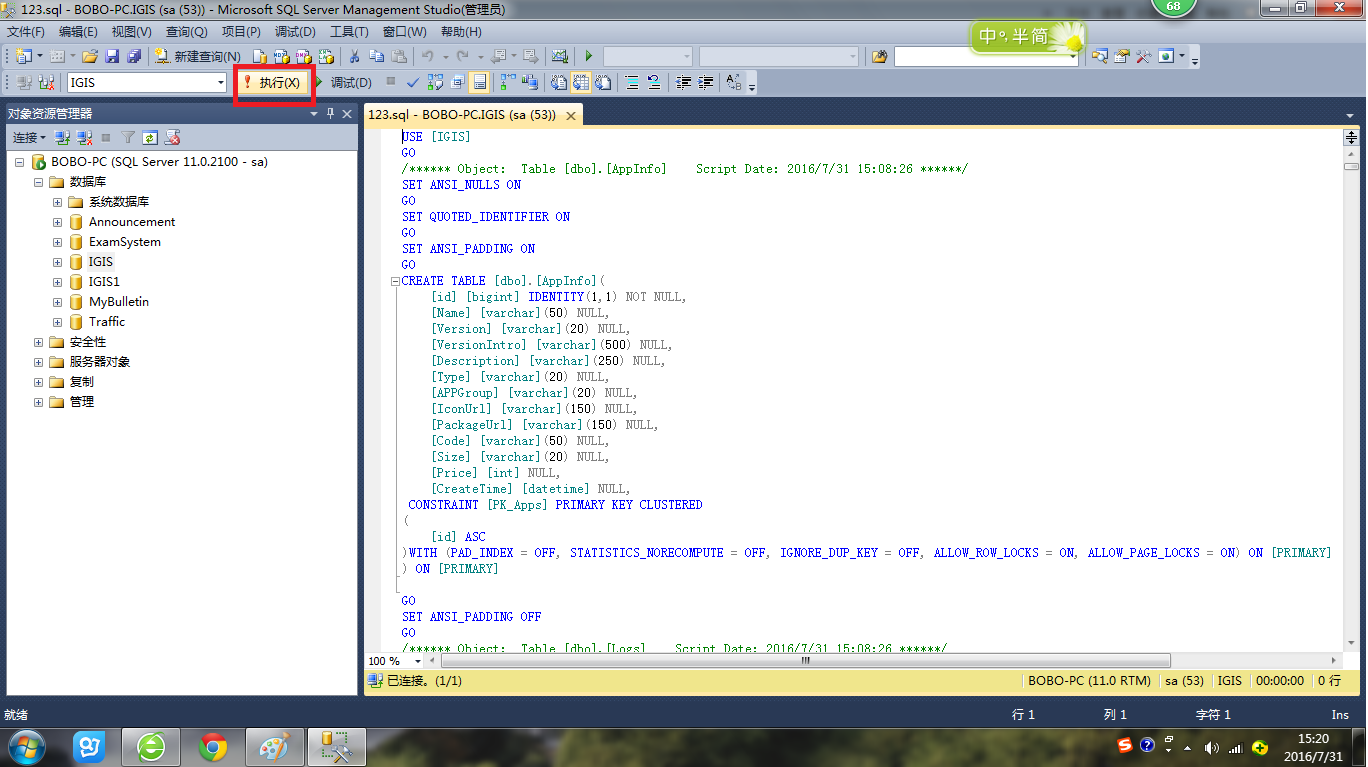 123.sql - BOBO-PC.IGIS (sa (53)) - Microsoft SQL Server Management Studio(管理员)
68
文件(F) 编辑(E) 视图(V) 查询(Q) 项目(P) 调试(D) 工具(T) 窗口(W) 帮助(H)
新建查询(N)
中°, 半 简
IGIS
执行(X)
调试(D)
对象资源管理器
连接
BOBO-PC (SQL Server 11.0.2100 - sa)
数据库
系统数据库
Announcement
ExamSystem
IGIS
IGIS1
MyBulletin
Traffic
安全性
服务器对象
复制
管理
123.sql - BOBO-PC.IGIS (sa (53))
USE [IGIS]
GO
/****** Object:  Table [dbo].[AppInfo]    Script Date: 2016/7/31 15:08:26 ******/
SET ANSI_NULLS ON
GO
SET QUOTED_IDENTIFIER ON
GO
SET ANSI_PADDING ON
GO
CREATE TABLE [dbo].[AppInfo](
[id] [bigint] IDENTITY(1,1) NOT NULL,
[Name] [varchar](50) NULL,
[Version] [varchar](20) NULL,
[VersionIntro] [varchar](500) NULL,
[Description] [varchar](250) NULL,
[Type] [varchar](20) NULL,
[APPGroup] [varchar](20) NULL,
[IconUrl] [varchar](150) NULL,
[PackageUrl] [varchar](150) NULL,
[Code] [varchar](50) NULL,
[Size] [varchar](20) NULL,
[Price] [int] NULL,
[CreateTime] [datetime] NULL,
CONSTRAINT [PK_Apps] PRIMARY KEY CLUSTERED
(
[id] ASC
)WITH (PAD_INDEX = OFF, STATISTICS_NORECOMPUTE = OFF, IGNORE_DUP_KEY = OFF, ALLOW_ROW_LOCKS = ON, ALLOW_PAGE_LOCKS = ON) ON [PRIMARY]
) ON [PRIMARY]
GO
SET ANSI_PADDING OFF
GO
/****** Object:  Table [dbo].[Logs]    Script Date: 2016/7/31 15:08:26 ******/
100 %
已连接。(1/1)
BOBO-PC (11.0 RTM) sa (53) IGIS 00:00:00 0 行
就绪
行 1 列 1 字符 1 Ins
15:20
2016/7/31